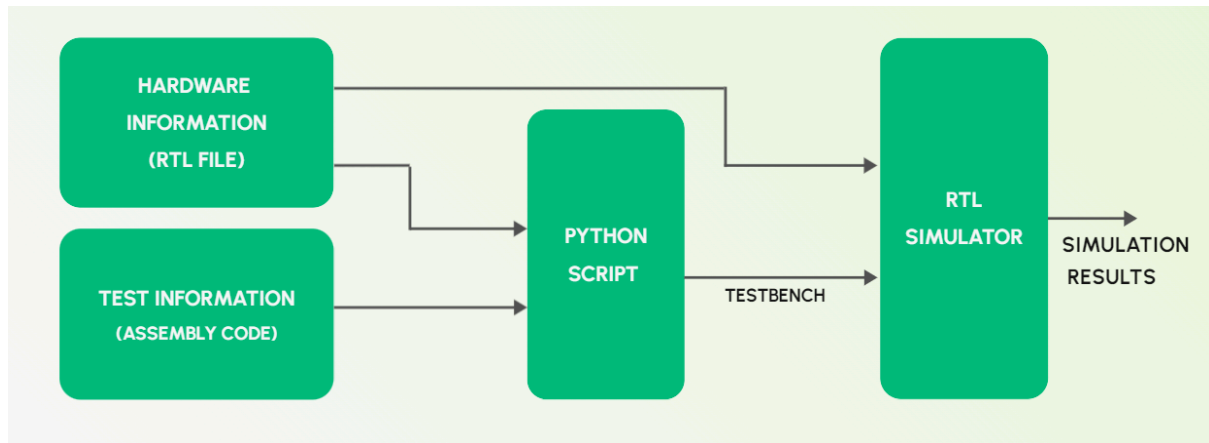 HARDWARE
INFORMATION
(RTL FILE)
TEST INFORMATION
(ASSEMBLY CODE)
PYTHON
SCRIPT
TESTBENCH
RTL
SIMULATOR
SIMULATION
RESULTS